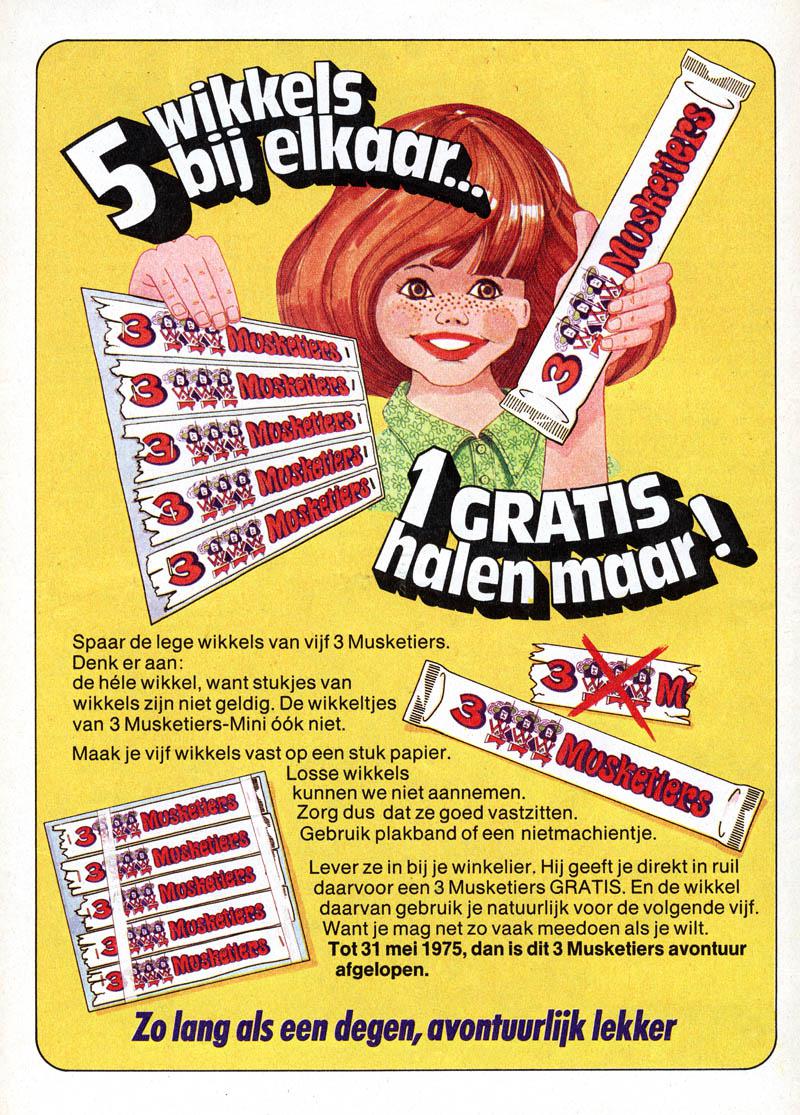 5 wikkels
bij elkaar...
3 Musketiers
3 Musketiers
3 Musketiers
3 Musketiers
3 Musketiers
3 Musketiers
1 GRATIS
halen maar!
Spaar de lege wikkels van vijf 3 Musketiers.
Denk er aan:
de héle wikkel, want stukjes van
wikkels zijn niet geldig. De wikkeltjes
van 3 Musketiers-Mini óók niet.
3 M
3 Musketiers
Maak je vijf wikkels vast op een stuk papier.
Losse wikkels
kunnen we niet aannemen.
Zorg dus dat ze goed vastzitten.
Gebruik plakband of een nietmachientje.
3 Musketiers
3 Musketiers
3 Musketiers
3 Musketiers
3 Musketiers
Lever ze in bij je winkelier. Hij geeft je direkt in ruil
daarvoor een 3 Musketiers GRATIS. En de wikkel
daarvan gebruik je natuurlijk voor de volgende vijf.
Want je mag net zo vaak meedoen als je wilt.
Tot 31 mei 1975, dan is dit 3 Musketiers avontuur
afgelopen.
Zo lang als een degen, avontuurlijk lekker